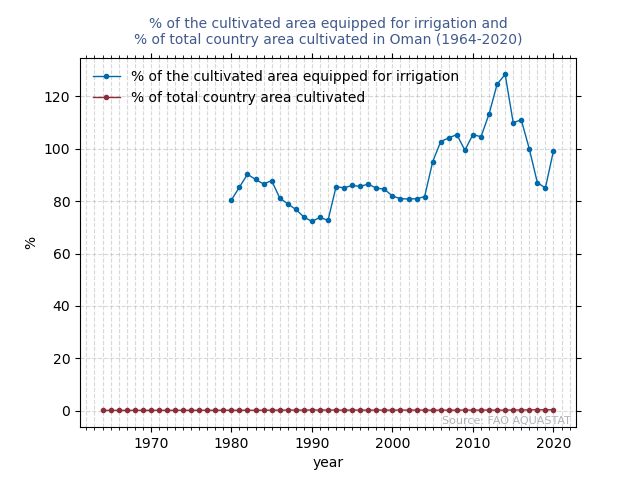 % of the cultivated area equipped for irrigation and
% of total country area cultivated in Oman (1964-2020)
% of the cultivated area equipped for irrigation
% of total country area cultivated
120
100
80
60
40
20
0
%
Source: FAO AQUASTAT
1970 1980 1990 2000 2010 2020
year